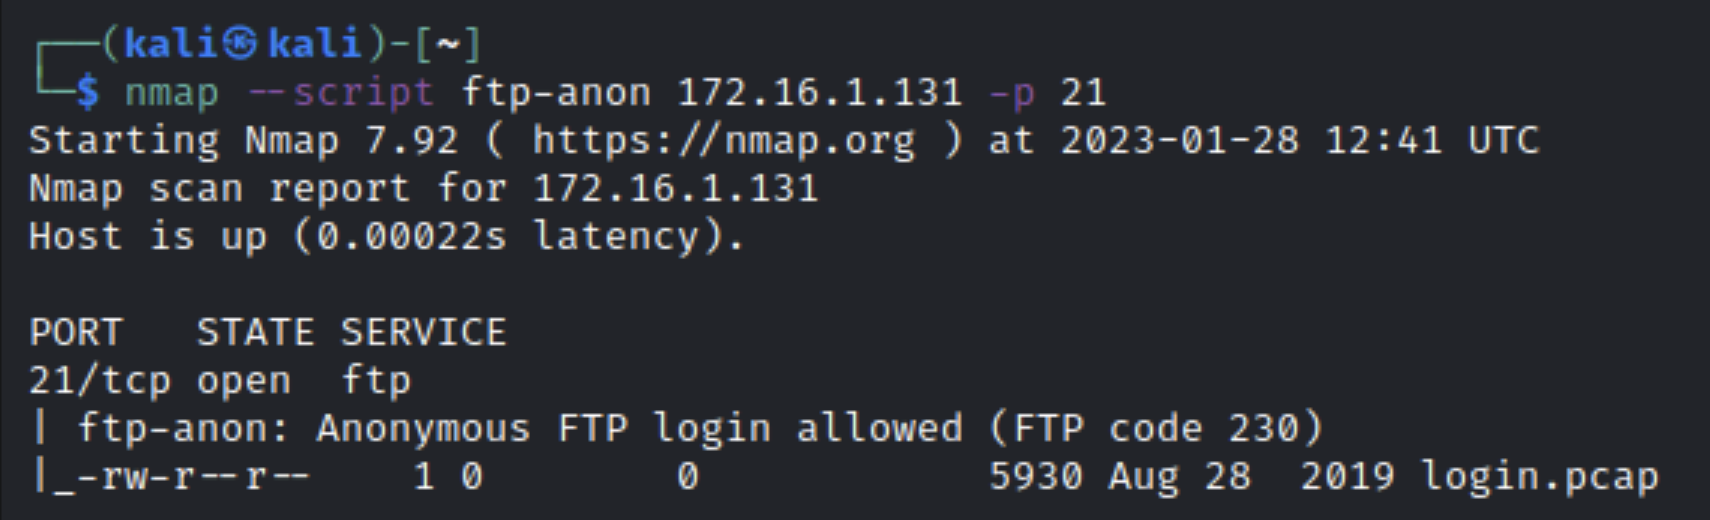 ┌──(kali㉿kali)-[~]
└─$ nmap --script ftp-anon 172.16.1.131 -p 21
Starting Nmap 7.92 ( https://nmap.org ) at 2023-01-28 12:41 UTC
Nmap scan report for 172.16.1.131
Host is up (0.00022s latency).

PORT   STATE SERVICE
21/tcp open  ftp
| ftp-anon: Anonymous FTP login allowed (FTP code 230)
|_-rw-r--r--    1 0        0            5930 Aug 28  2019 login.pcap